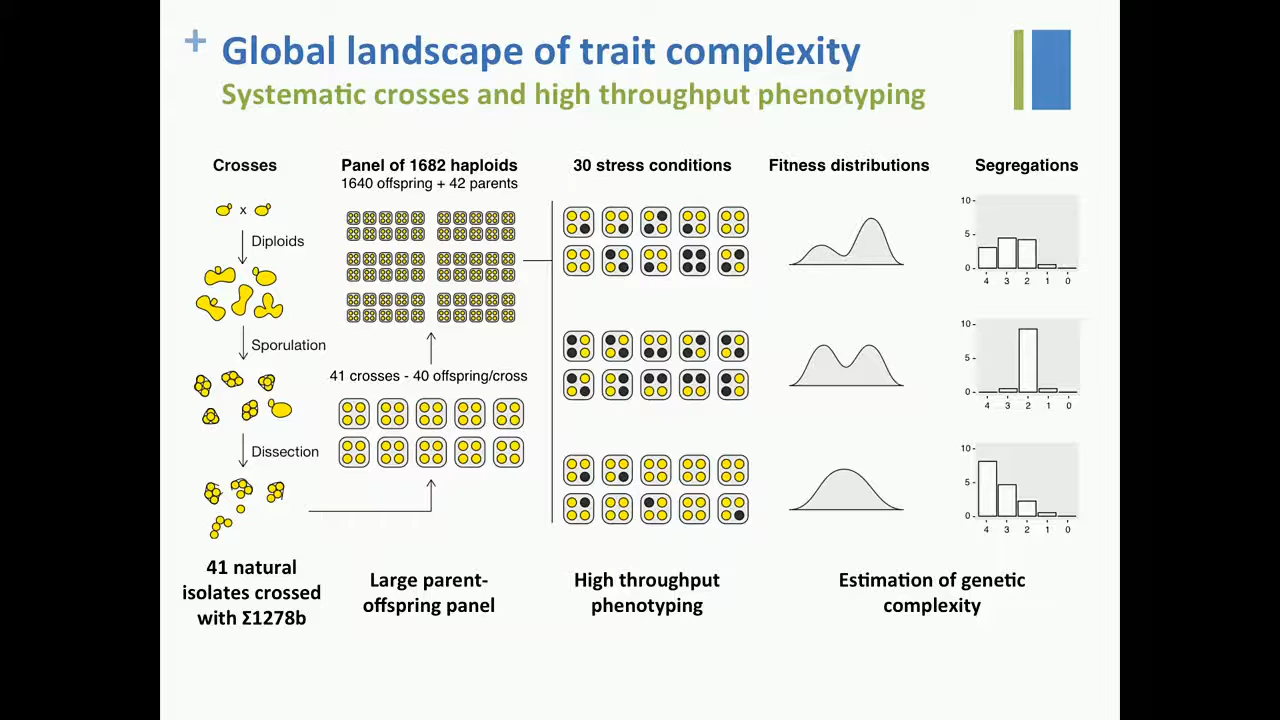 + Global landscape of trait complexity
Systematic crosses and high throughput phenotyping
Crosses
x
Diploids
Sporulation
Dissection
41 natural
isolates crossed
with Σ1278b
Panel of 1682 haploids
1640 offspring + 42 parents
41 crosses - 40 offspring/cross
Large parent-
offspring panel
30 stress conditions
High throughput
phenotyping
Fitness distributions
Segregations
10
5
0
4 3 2 1 0
10
5
0
4 3 2 1 0
10
5
0
4 3 2 1 0
Estimation of genetic
complexity